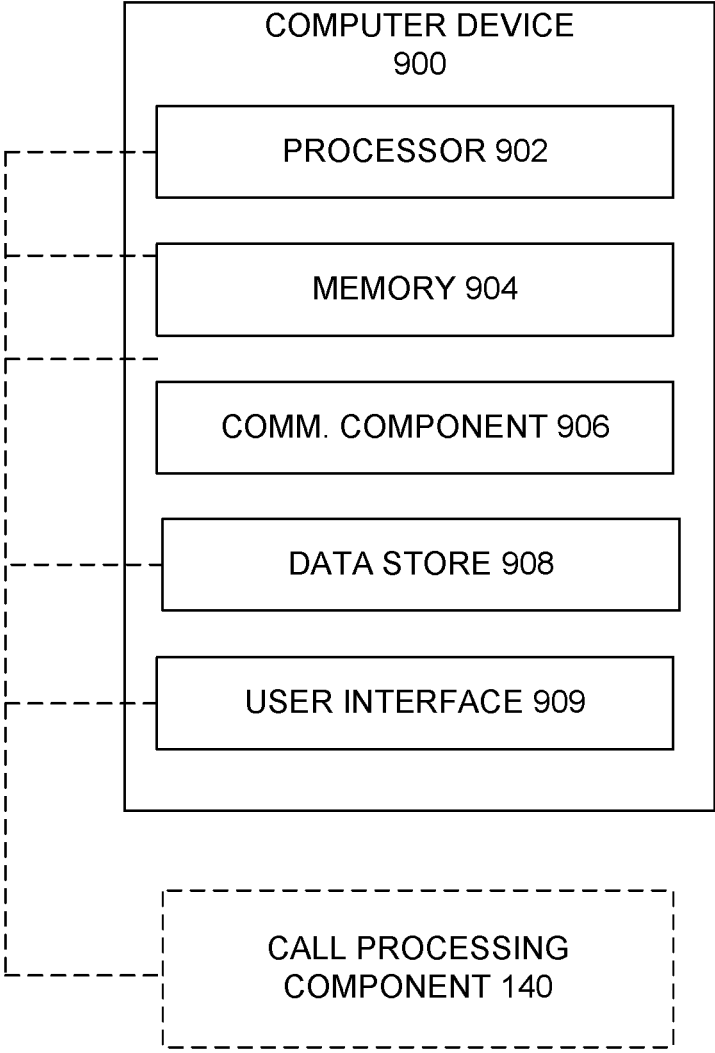 COMPUTER DEVICE
900
PROCESSOR 902
MEMORY 904
COMM. COMPONENT 906
DATA STORE 908
USER INTERFACE 909
CALL PROCESSING
COMPONENT 140